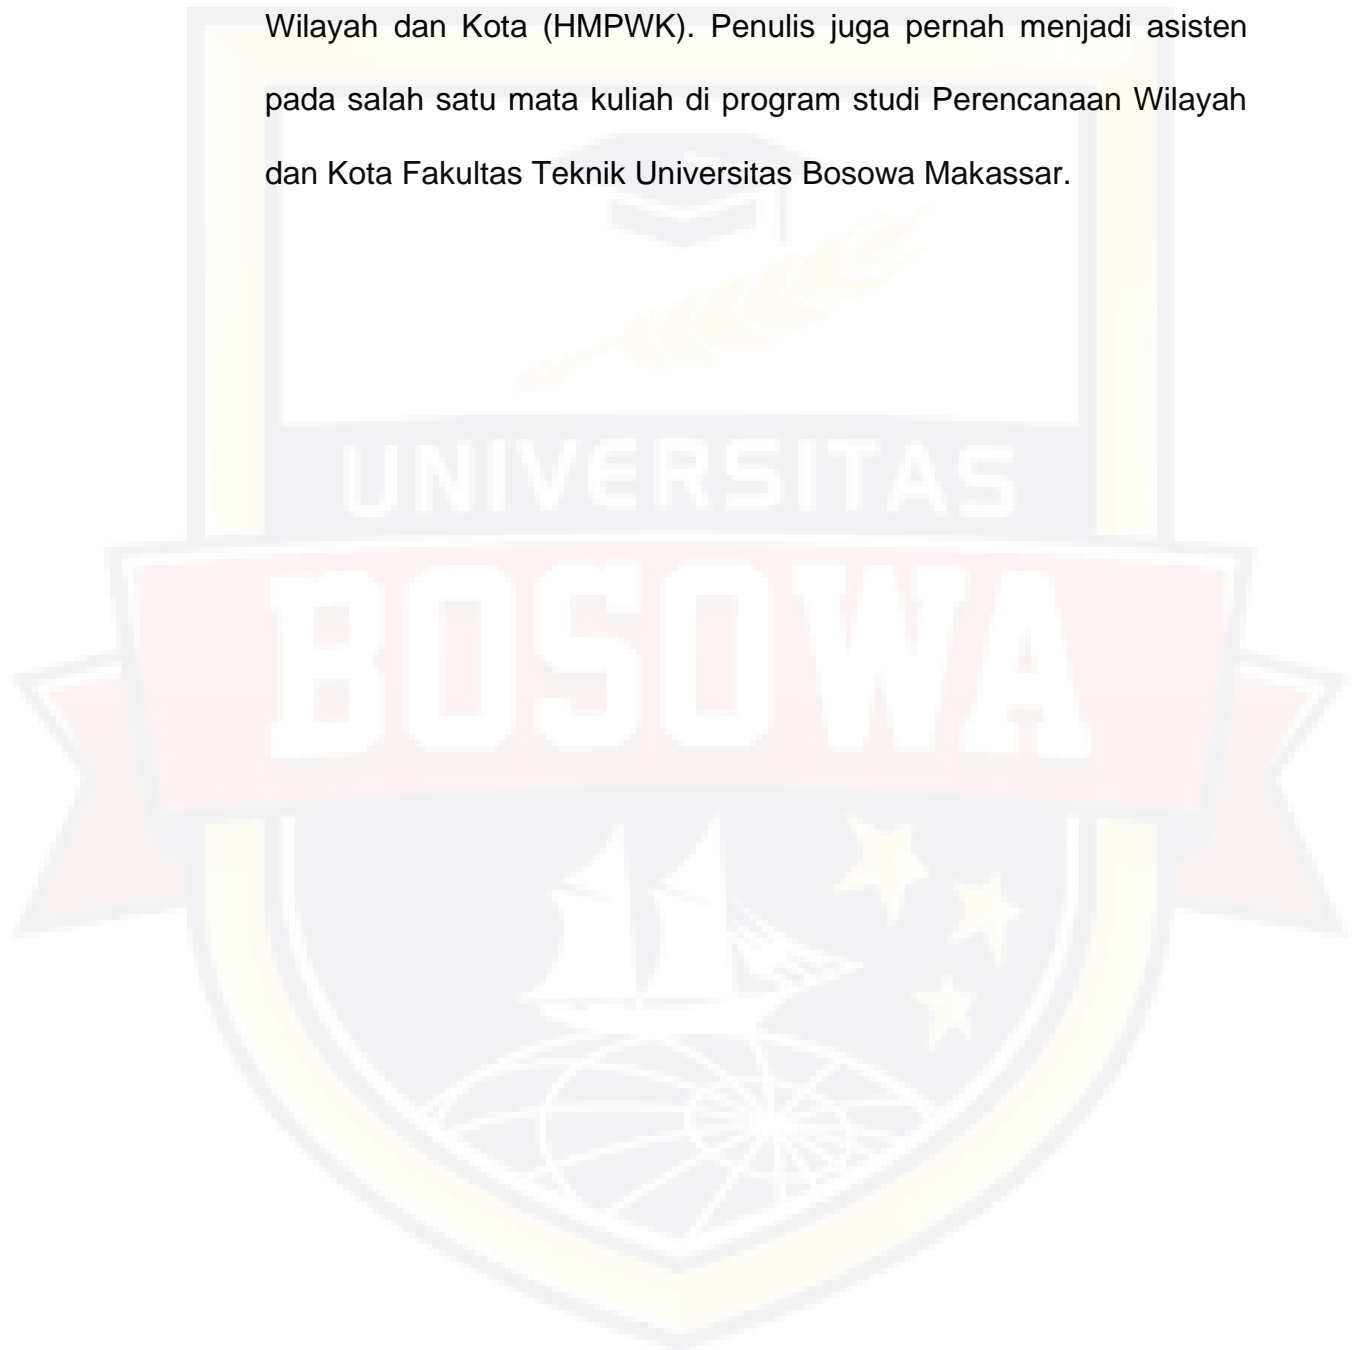 Wilayah dan Kota (HMPWK). Penulis juga pernah menjadi asisten
pada salah satu mata kuliah di program studi Perencanaan Wilayah
dan Kota Fakultas Teknik Universitas Bosowa Makassar.
UNIVERSITAS
BOSOWA